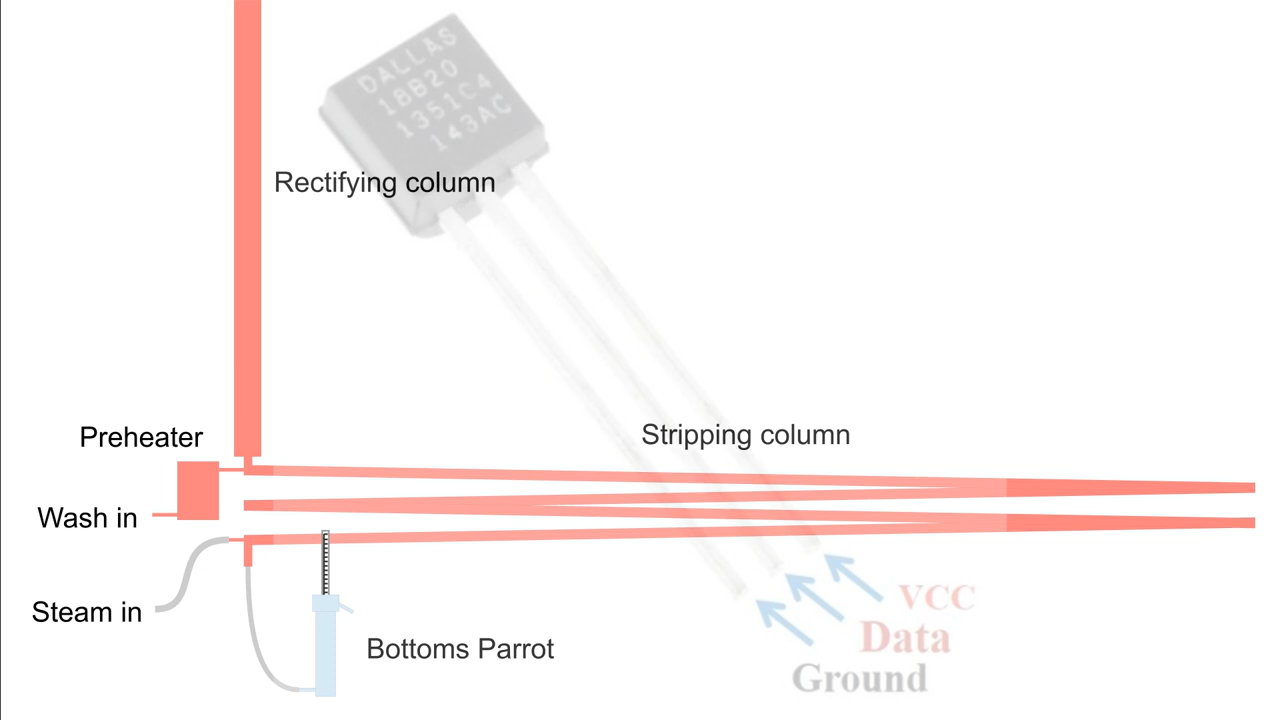 DALLAS
18B20
1351C4
143AC
Rectifying column
Preheater
Stripping column
Wash in
Steam in
VCC
Data
Ground
Bottoms Parrot